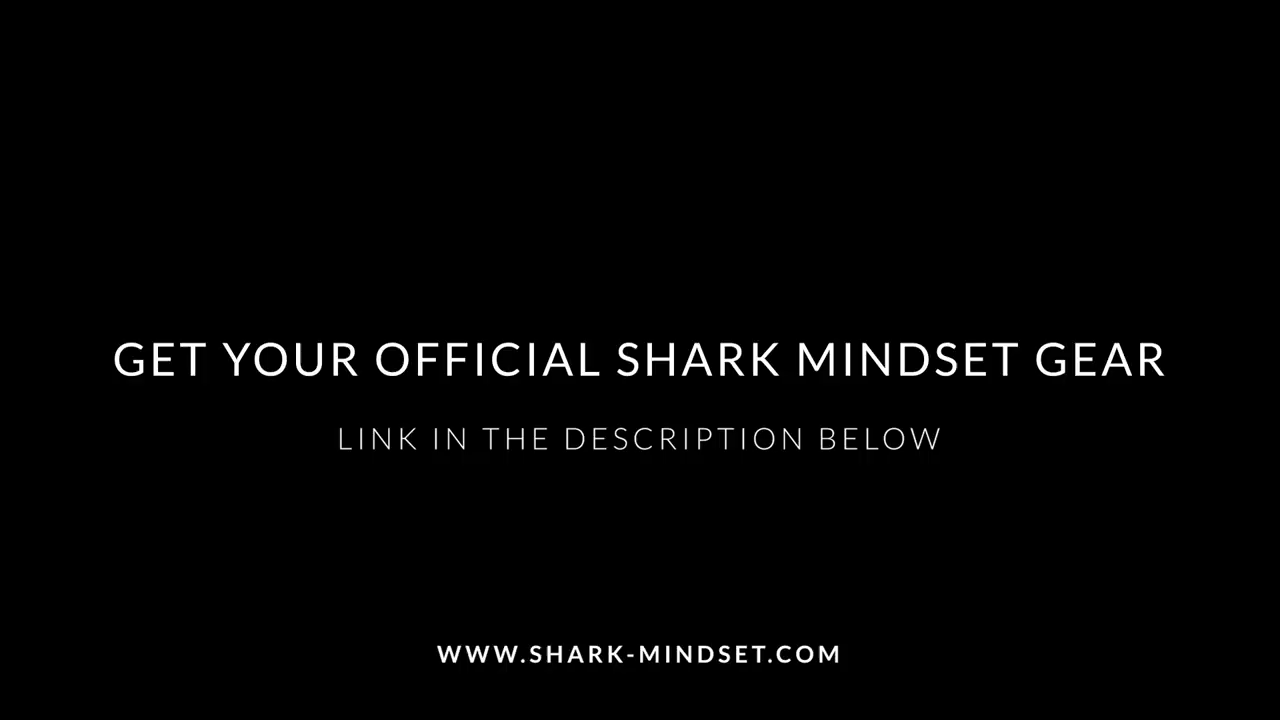 GET YOUR OFFICIAL SHARK MINDSET GEAR
LINK IN THE DESCRIPTION BELOW
WWW.SHARK-MINDSET.COM